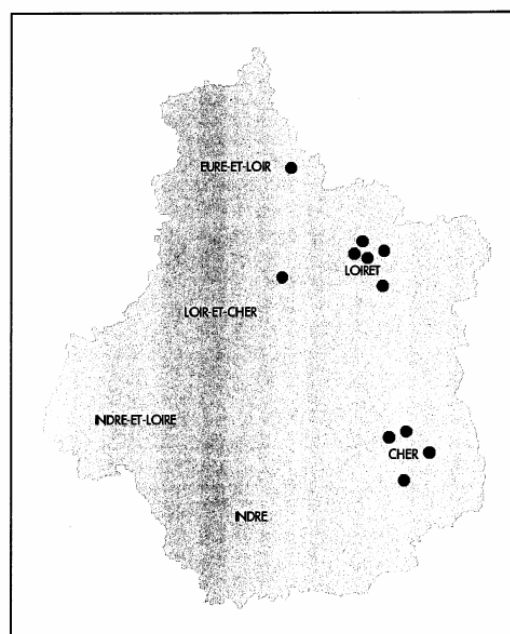 EURE-ET-LOIR
LOIRET
LOIR-ET-CHER
INDRE-ET-LOIRE
CHER
INDRE